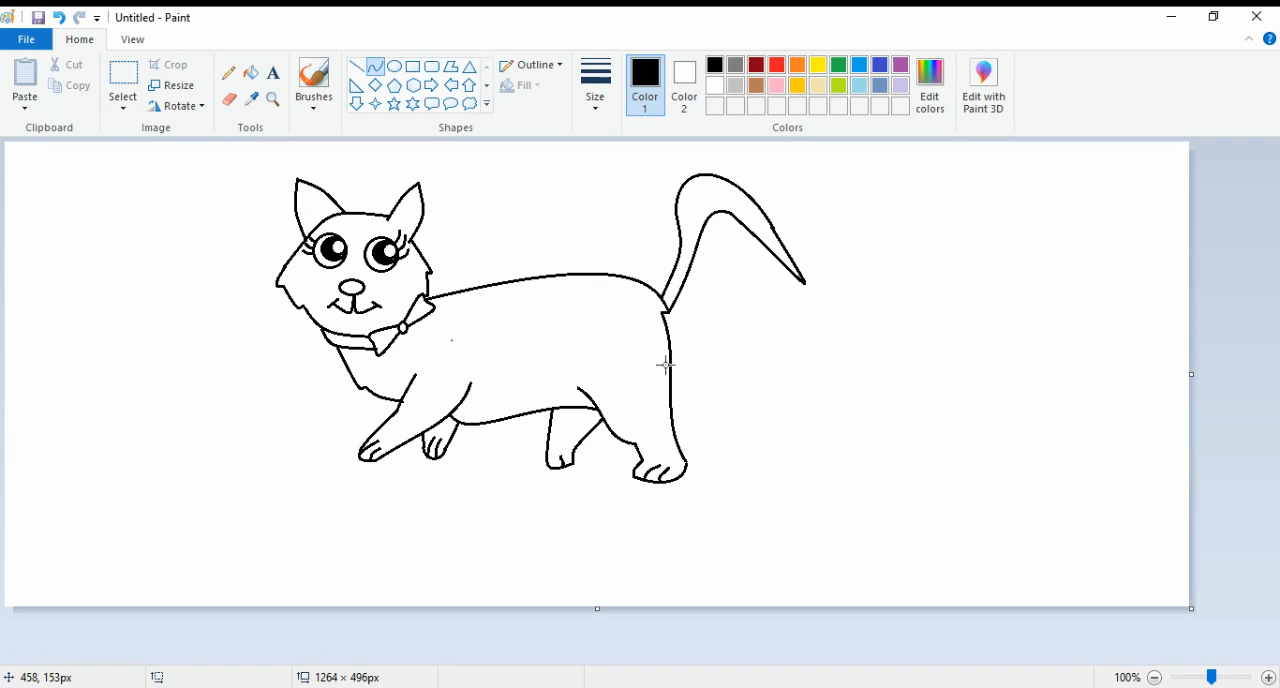 Untitled - Paint
File Home View
Paste
Cut
Copy
Clipboard
Select
Crop
Resize
Rotate
Image
A
Tools
Brushes
Shapes
Outline
Fill
Size
Color 1
Color 2
Edit colors
Edit with Paint 3D
Colors
458, 153px
1264 × 496px
100%